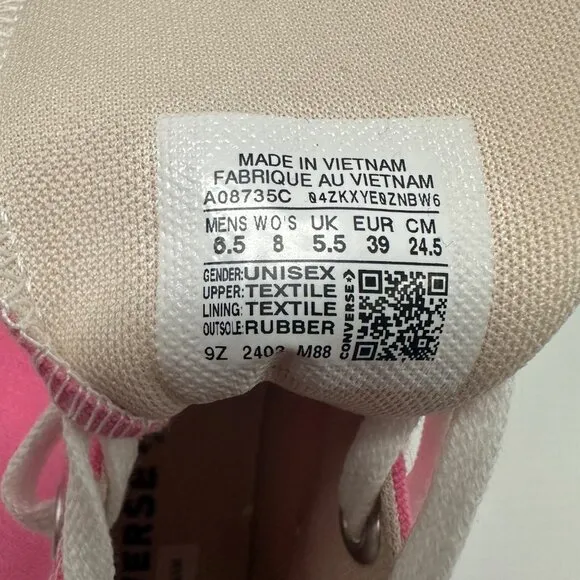 MADE IN VIETNAM
FABRIQUE AU VIETNAM
A08735C 04ZKXYE0ZNBW6
MENS WO'S UK EUR CM
6.5 8 5.5 39 24.5
GENDER:UNISEX
UPPER:TEXTILE
LINING:TEXTILE
OUTSOLE:RUBBER
CONVERSE
9Z 2403 M88